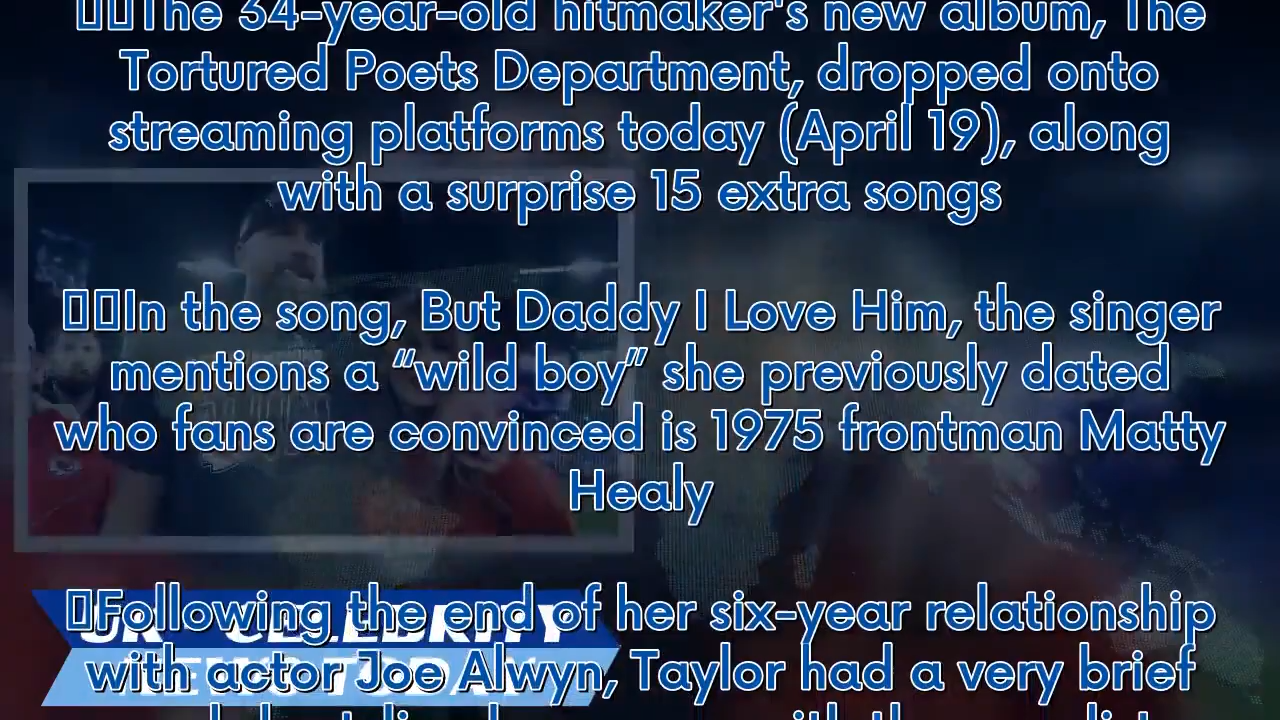 The 34-year-old hitmaker's new album, The
Tortured Poets Department, dropped onto
streaming platforms today (April 19), along
with a surprise 15 extra songs
In the song, But Daddy I Love Him, the singer
mentions a “wild boy” she previously dated
who fans are convinced is 1975 frontman Matty
Healy
Following the end of her six-year relationship
with actor Joe Alwyn, Taylor had a very brief
CELEBRITY
TODAY